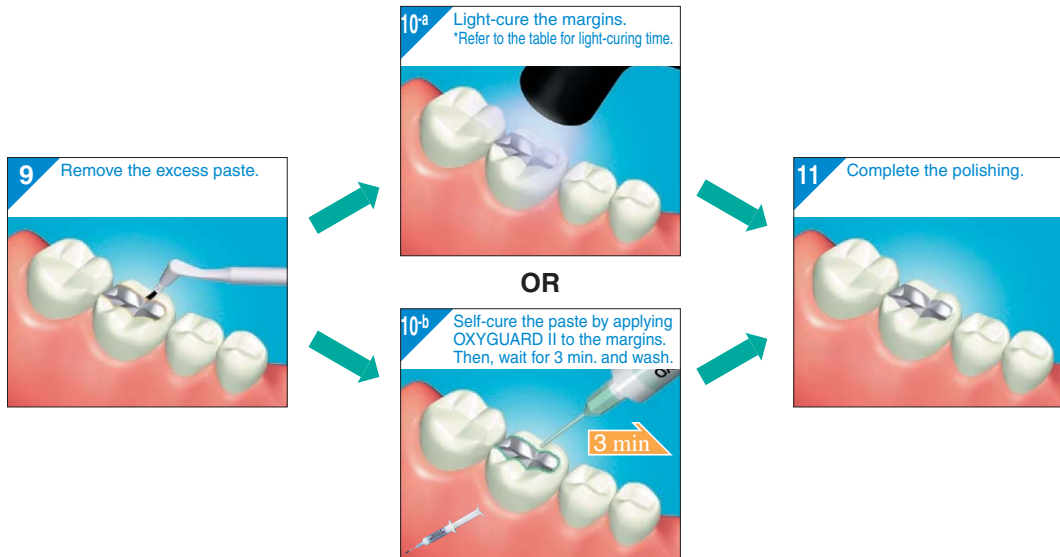 9
Remove the excess paste.
10-a
Light-cure the margins.
*Refer to the table for light-curing time.
OR
10-b
Self-cure the paste by applying
OXYGUARD II to the margins.
Then, wait for 3 min. and wash.
3 min
11
Complete the polishing.